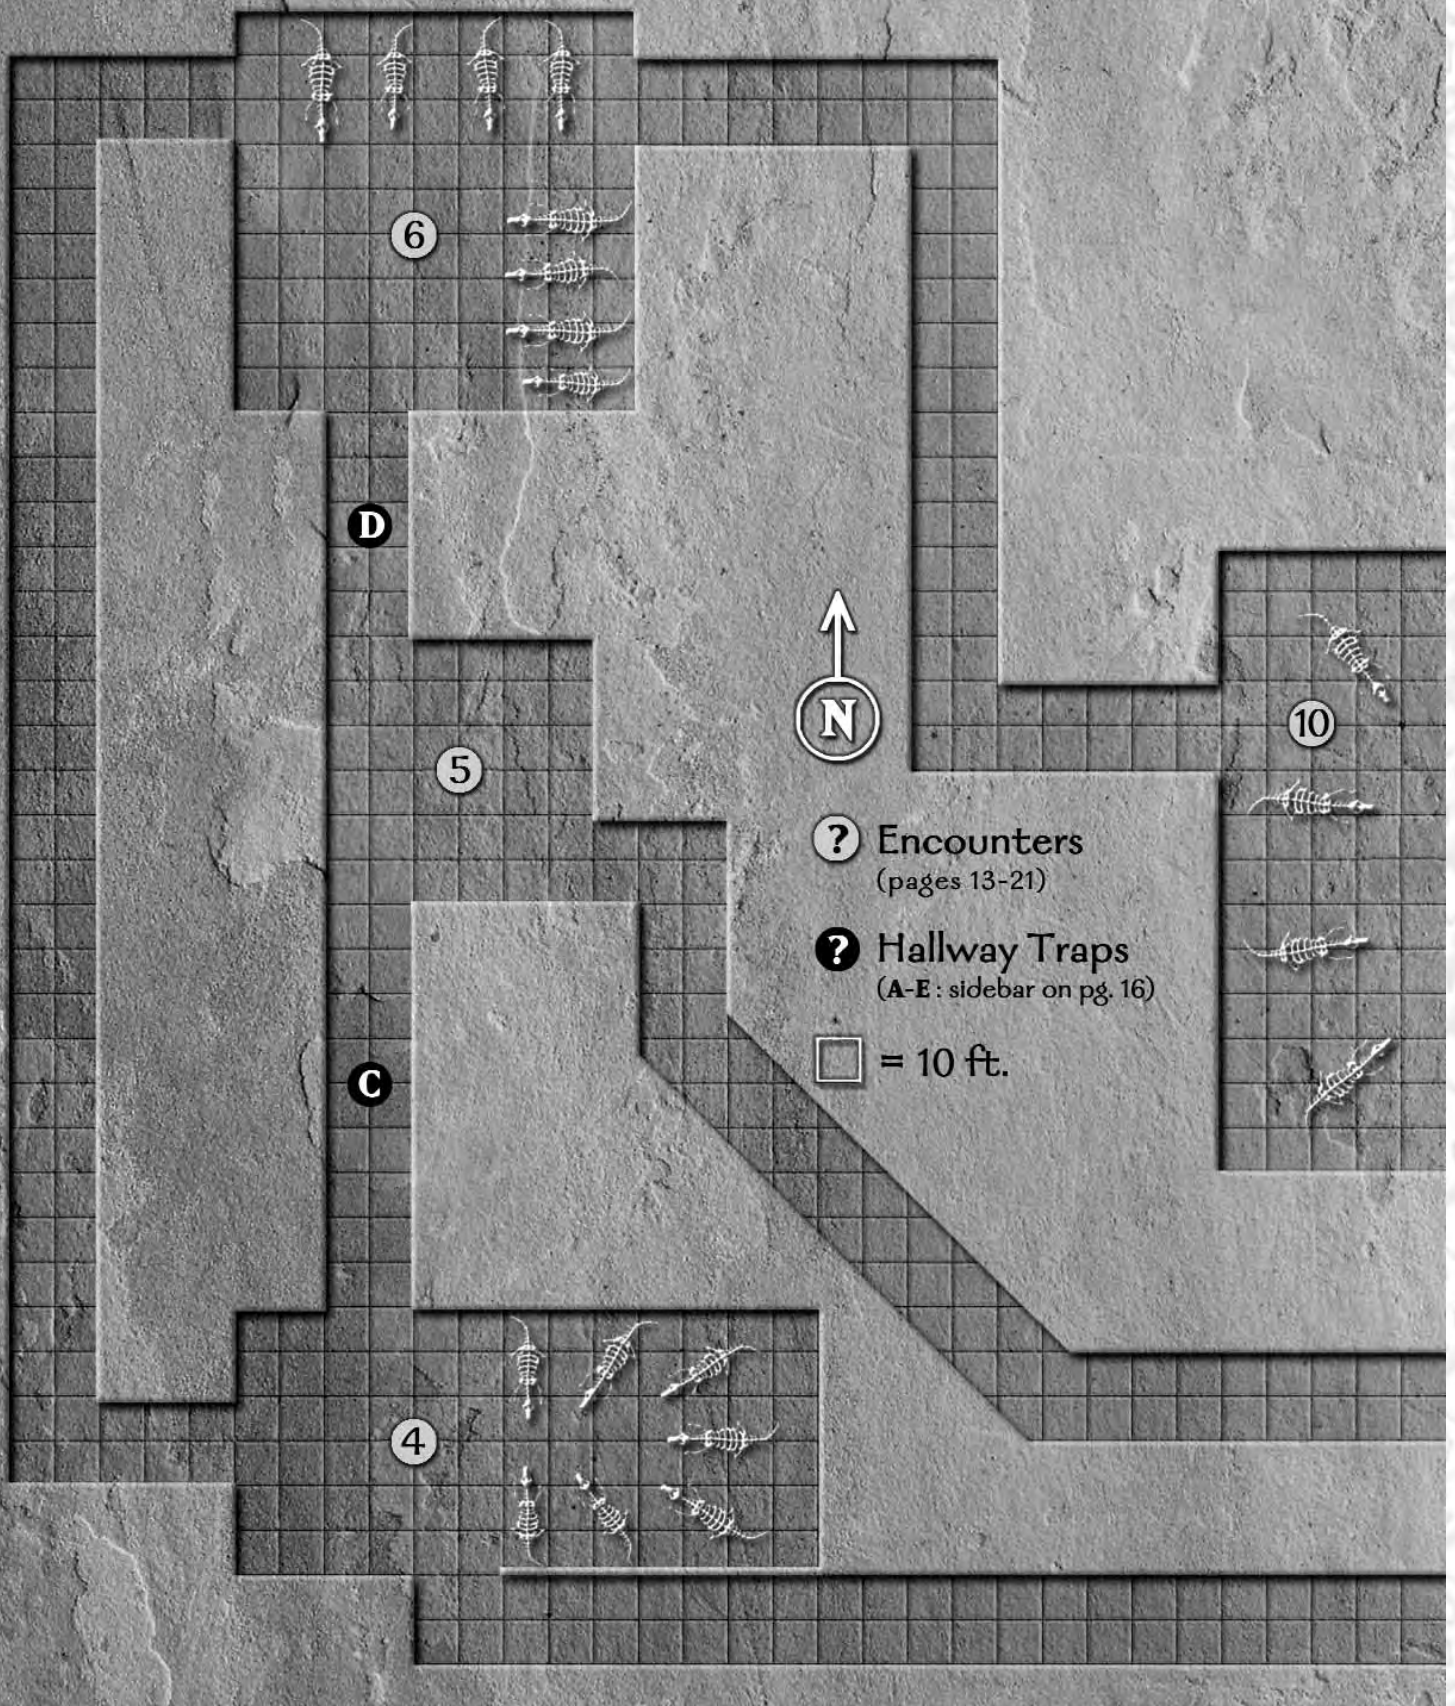 6
D
N
10
5
? Encounters
(pages 13-21)
? Hallway Traps
(A-E : sidebar on pg. 16)
= 10 ft.
C
4